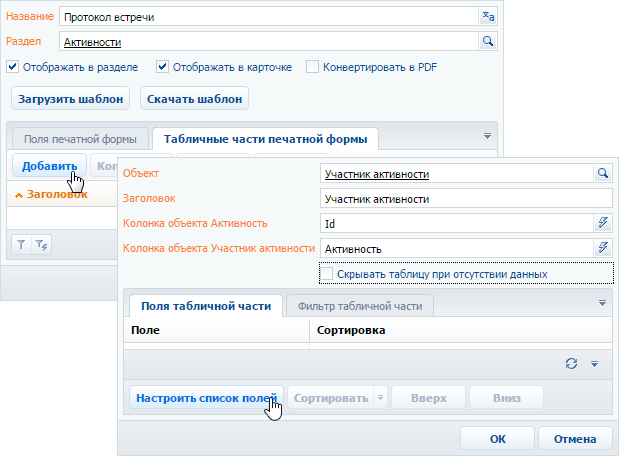 Название Протокол встречи
Раздел Активности
Отображать в разделе Отображать в карточке Конвертировать в PDF
Загрузить шаблон Скачать шаблон
Поля печатной формы Табличные части печатной формы
Добавить
Заголовок
Объект Участник активности
Заголовок Участник активности
Колонка объекта Активность Id
Колонка объекта Участник активности Активность
Скрывать таблицу при отсутствии данных
Поля табличной части Фильтр табличной части
Поле Сортировка
Настроить список полей Сортировать Вверх Вниз
ОК Отмена